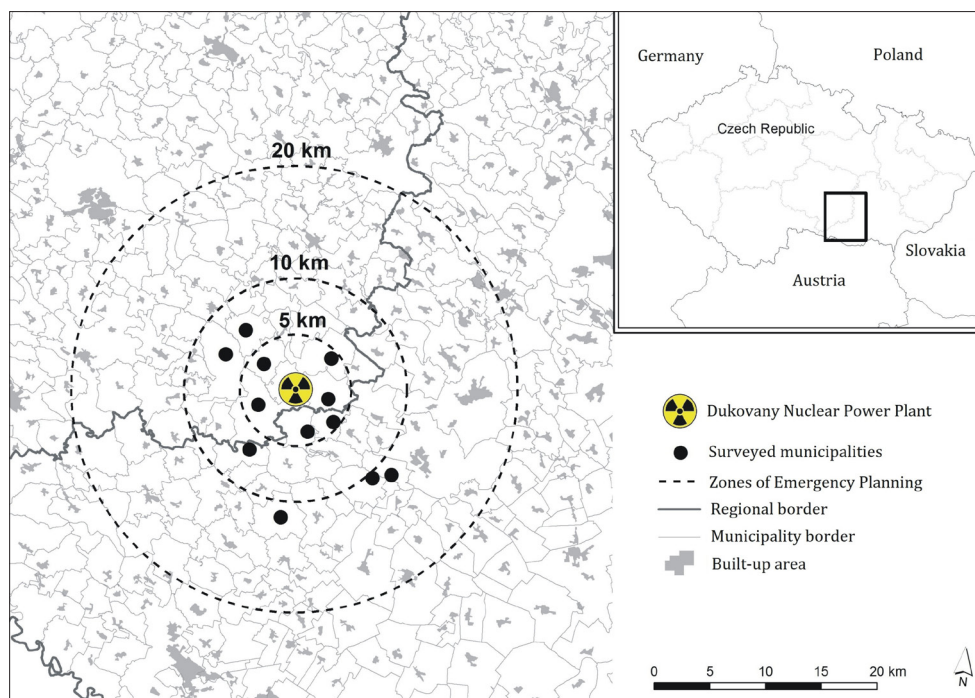 20 km
10 km
5 km
Germany
Poland
Czech Republic
Slovakia
Austria
Dukovany Nuclear Power Plant
Surveyed municipalities
Zones of Emergency Planning
Regional border
Municipality border
Built-up area
0 5 10 15 20 km
N